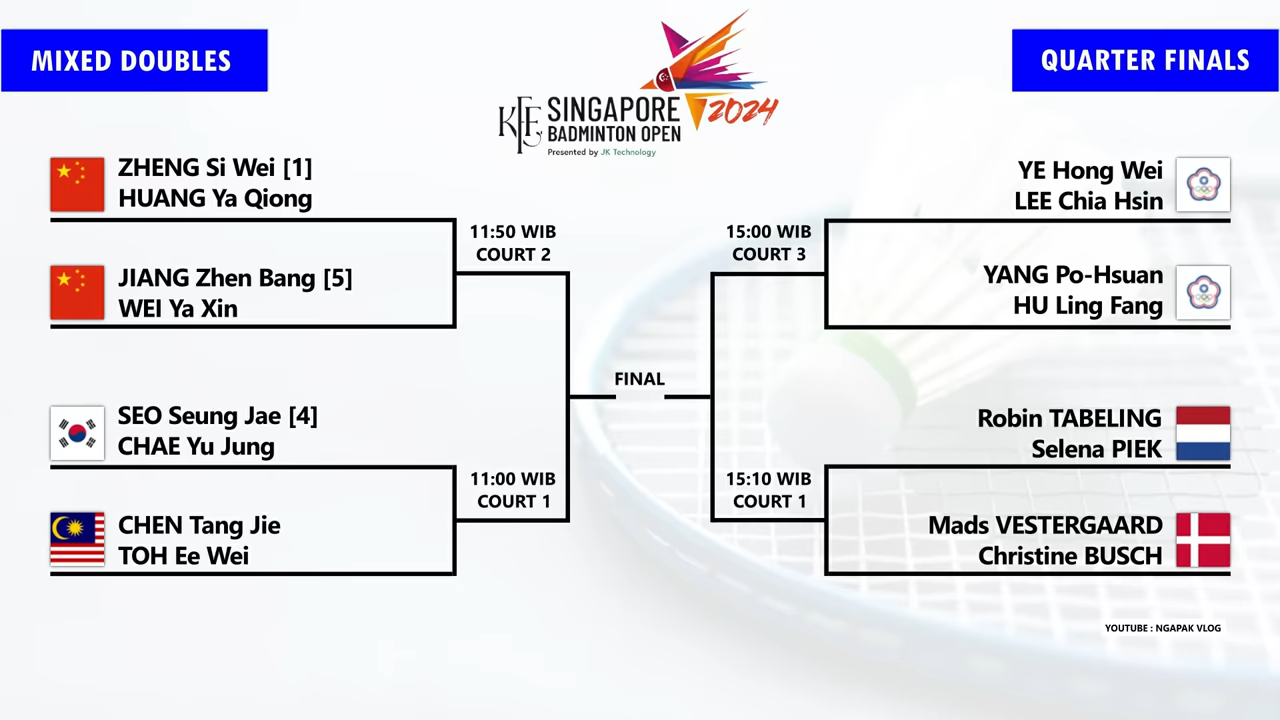 MIXED DOUBLES
QUARTER FINALS
KFF SINGAPORE
BADMINTON OPEN
2024
Presented by JK Technology
ZHENG Si Wei [1]
HUANG Ya Qiong
JIANG Zhen Bang [5]
WEI Ya Xin
11:50 WIB
COURT 2
SEO Seung Jae [4]
CHAE Yu Jung
CHEN Tang Jie
TOH Ee Wei
11:00 WIB
COURT 1
FINAL
YE Hong Wei
LEE Chia Hsin
YANG Po-Hsuan
HU Ling Fang
15:00 WIB
COURT 3
Robin TABELING
Selena PIEK
Mads VESTERGAARD
Christine BUSCH
15:10 WIB
COURT 1
YOUTUBE : NGAPAK VLOG